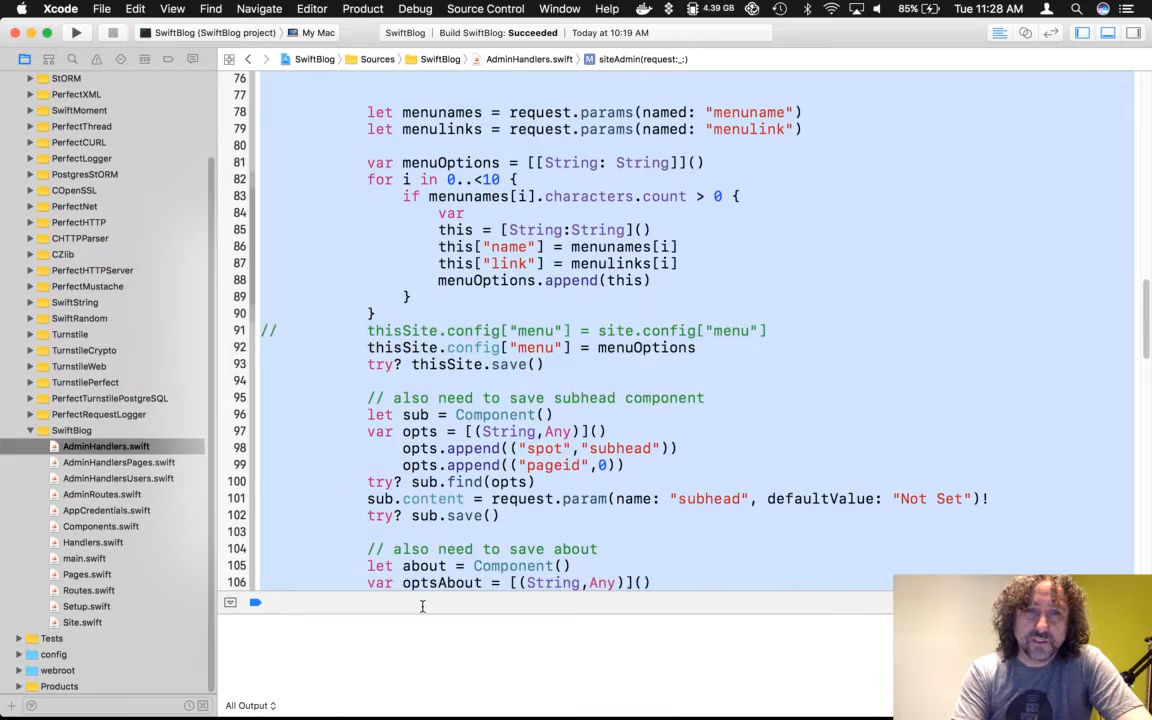 Xcode File Edit View Find Navigate Editor Product Debug Source Control Window Help 4.39 GB 85% Tue 11:28 AM
SwiftBlog (SwiftBlog project) My Mac SwiftBlog Build SwiftBlog: Succeeded Today at 10:19 AM
SwiftBlog Sources SwiftBlog AdminHandlers.swift M siteAdmin(request:_:)
StORM
PerfectXML
SwiftMoment
PerfectThread
PerfectCURL
PerfectLogger
PostgresStORM
COpenSSL
PerfectNet
PerfectHTTP
CHTTPParser
CZlib
PerfectHTTPServer
PerfectMustache
SwiftString
SwiftRandom
Turnstile
TurnstileCrypto
TurnstileWeb
TurnstilePerfect
PerfectTurnstilePostgreSQL
PerfectRequestLogger
SwiftBlog
AdminHandlers.swift
AdminHandlersPages.swift
AdminHandlersUsers.swift
AdminRoutes.swift
AppCredentials.swift
Components.swift
Handlers.swift
main.swift
Pages.swift
Routes.swift
Setup.swift
Site.swift
Tests
config
webroot
Products
76
77
78 let menunames = request.params(named: "menuname")
79 let menulinks = request.params(named: "menulink")
80
81 var menuOptions = [[String: String]]()
82 for i in 0..<10 {
83 if menunames[i].characters.count > 0 {
84 var
85 this = [String:String]()
86 this["name"] = menunames[i]
87 this["link"] = menulinks[i]
88 menuOptions.append(this)
89 }
90 }
91 // thisSite.config["menu"] = site.config["menu"]
92 thisSite.config["menu"] = menuOptions
93 try? thisSite.save()
94
95 // also need to save subhead component
96 let sub = Component()
97 var opts = [(String,Any)]()
98 opts.append(("spot","subhead"))
99 opts.append(("pageid",0))
100 try? sub.find(opts)
101 sub.content = request.param(name: "subhead", defaultValue: "Not Set")!
102 try? sub.save()
103
104 // also need to save about
105 let about = Component()
106 var optsAbout = [(String,Any)]()
All Output